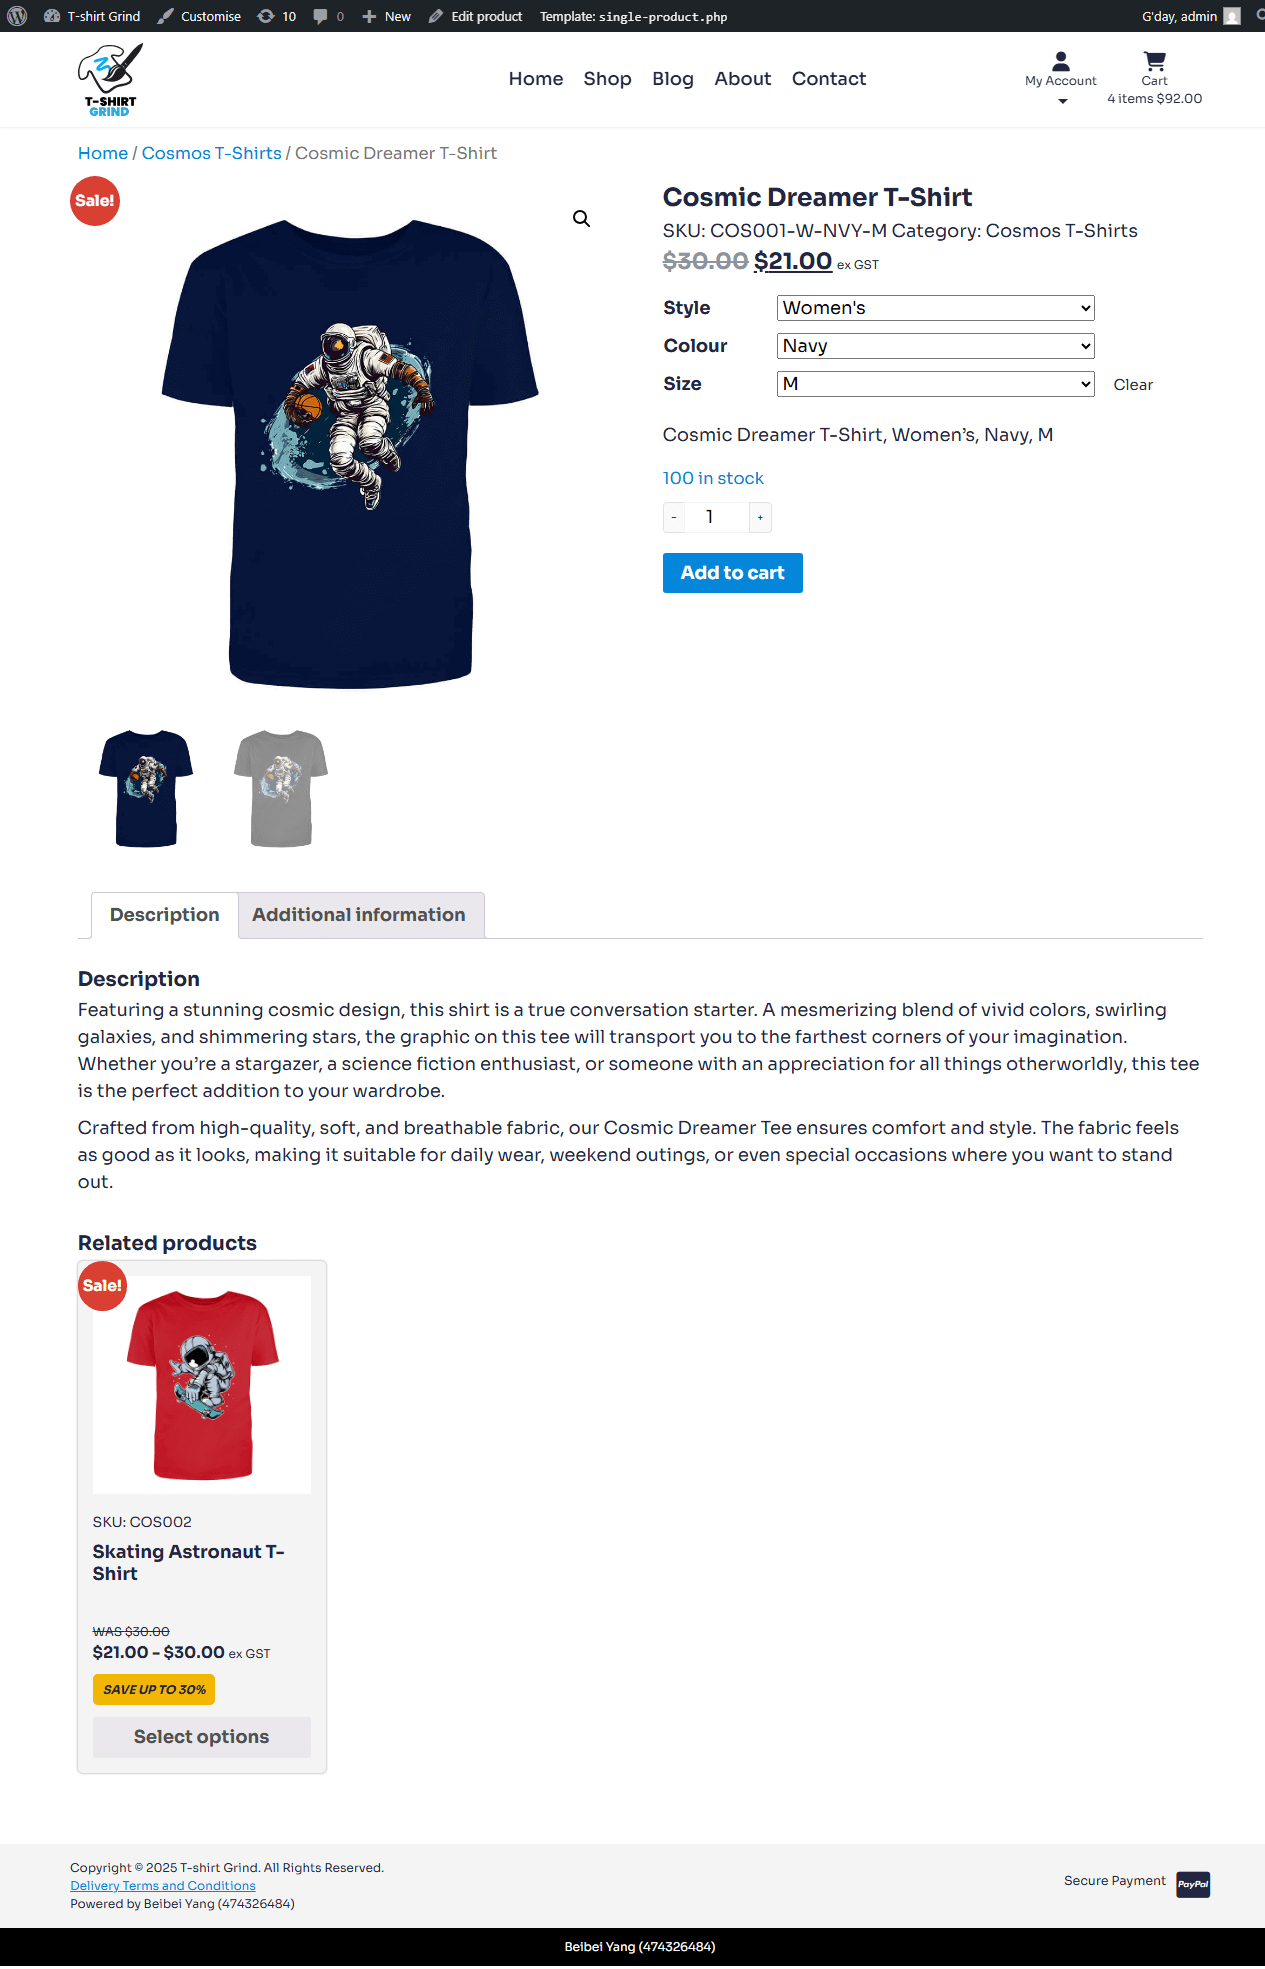 T-shirt Grind Customise 10 0 New Edit product Template: single-product.php G'day, admin
T-SHIRT
GRIND
Home Shop Blog About Contact
My Account
Cart
4 items $92.00
Home / Cosmos T-Shirts / Cosmic Dreamer T-Shirt
Sale!
Cosmic Dreamer T-Shirt
SKU: COS001-W-NVY-M Category: Cosmos T-Shirts
$30.00 $21.00 ex GST
Style Women's
Colour Navy
Size M Clear
Cosmic Dreamer T-Shirt, Women’s, Navy, M
100 in stock
- 1 +
Add to cart
Description Additional information
Description
Featuring a stunning cosmic design, this shirt is a true conversation starter. A mesmerizing blend of vivid colors, swirling
galaxies, and shimmering stars, the graphic on this tee will transport you to the farthest corners of your imagination.
Whether you’re a stargazer, a science fiction enthusiast, or someone with an appreciation for all things otherworldly, this tee
is the perfect addition to your wardrobe.
Crafted from high-quality, soft, and breathable fabric, our Cosmic Dreamer Tee ensures comfort and style. The fabric feels
as good as it looks, making it suitable for daily wear, weekend outings, or even special occasions where you want to stand
out.
Related products
Sale!
SKU: COS002
Skating Astronaut T-
Shirt
WAS $30.00
$21.00 - $30.00 ex GST
SAVE UP TO 30%
Select options
Copyright © 2025 T-shirt Grind. All Rights Reserved.
Delivery Terms and Conditions
Powered by Beibei Yang (474326484)
Secure Payment PayPal
Beibei Yang (474326484)